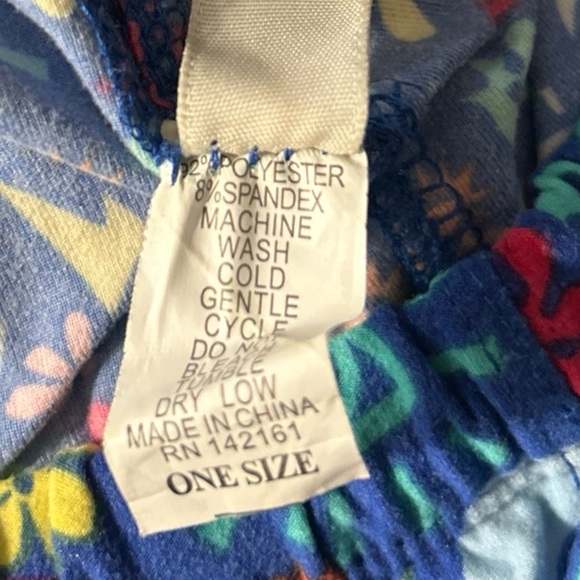 92% POLYESTER
8% SPANDEX
MACHINE
WASH
COLD
GENTLE
CYCLE
DO NOT
BLEACH
TUMBLE
DRY LOW
MADE IN CHINA
RN 142161
ONE SIZE